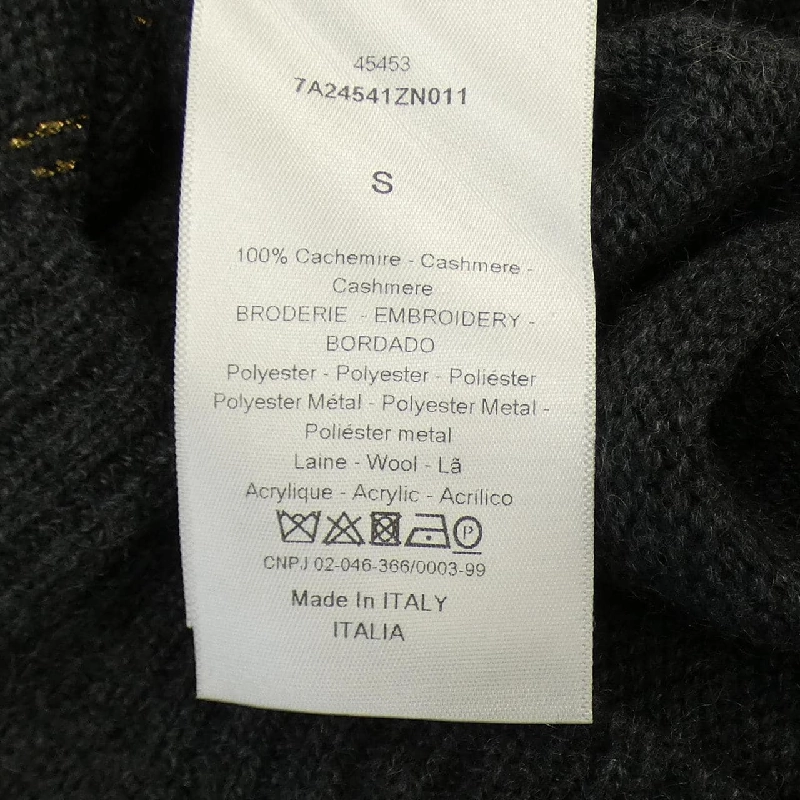 45453
7A24541ZN011
S
100% Cachemire - Cashmere -
Cashmere
BRODERIE - EMBROIDERY -
BORDADO
Polyester - Polyester - Poliéster
Polyester Métal - Polyester Metal -
Poliéster metal
Laine - Wool - Lã
Acrylique - Acrylic - Acrílico
P
CNPJ 02-046-366/0003-99
Made In ITALY
ITALIA